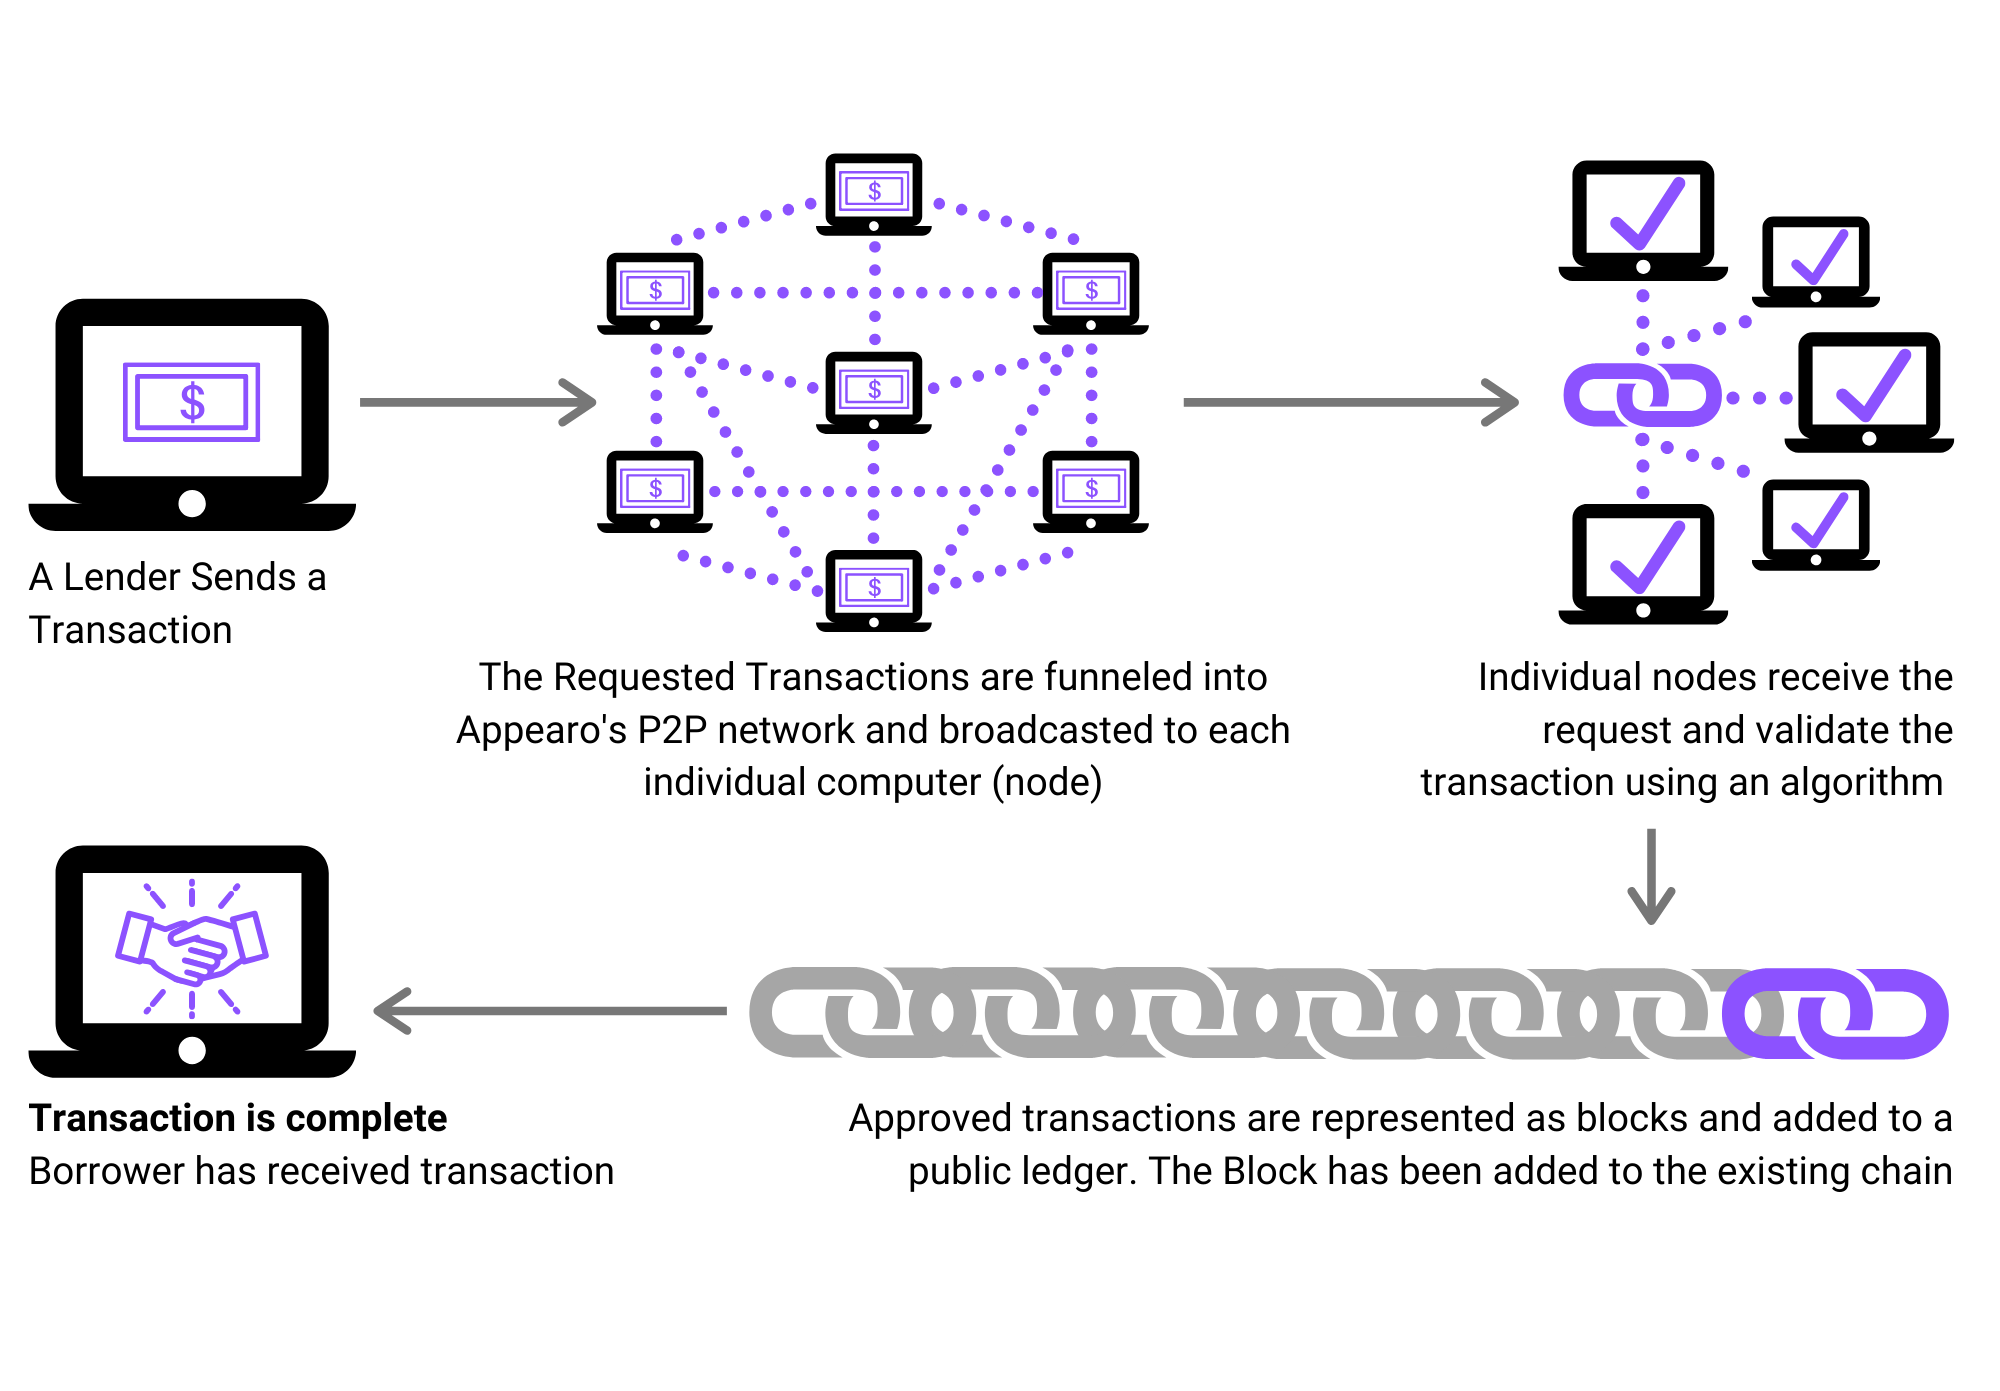 $
$
$
$
$
$
$
$
A Lender Sends a
Transaction
The Requested Transactions are funneled into
Appearo's P2P network and broadcasted to each
individual computer (node)
Individual nodes receive the
request and validate the
transaction using an algorithm
Transaction is complete
Borrower has received transaction
Approved transactions are represented as blocks and added to a
public ledger. The Block has been added to the existing chain